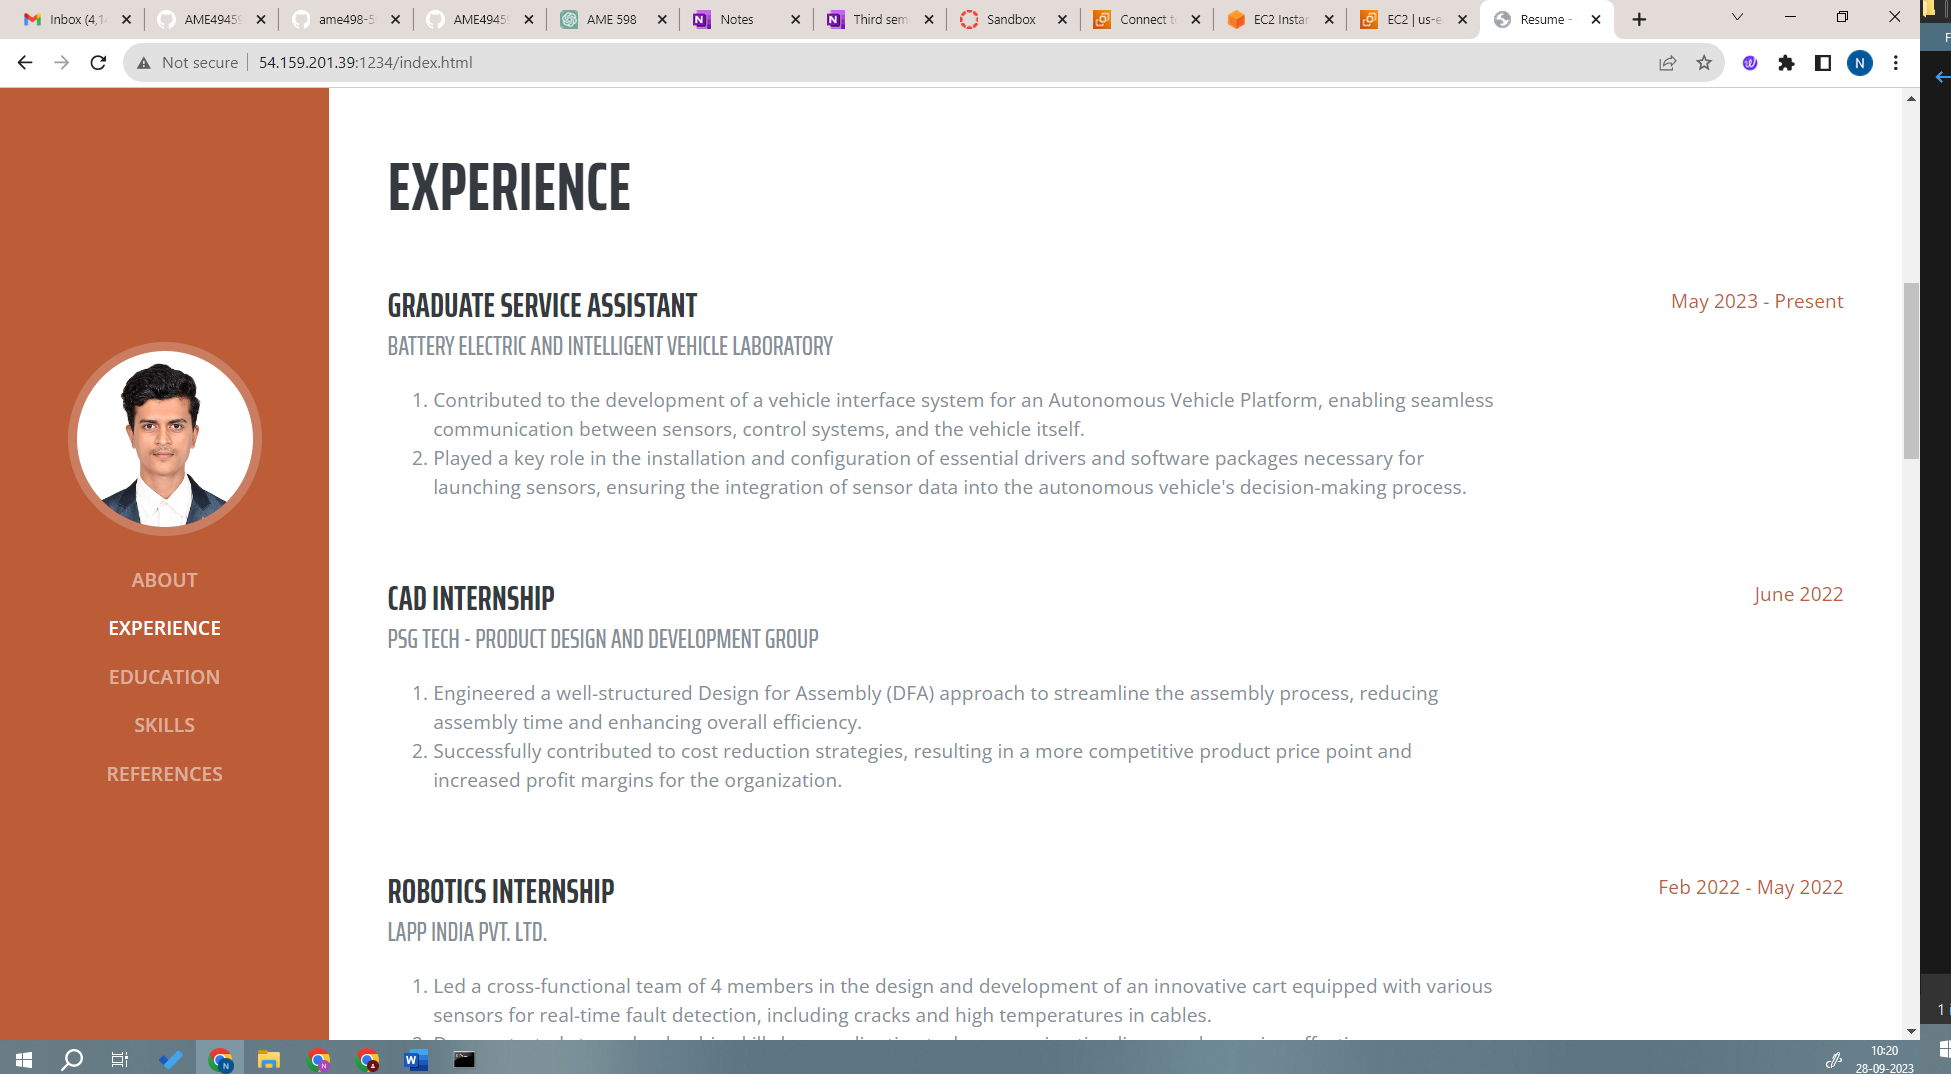 Inbox (4,1
AME4945
ame498-5
AME4945
AME 598
Notes
Third sem
Sandbox
Connect t
EC2 Instan
EC2 | us-e
Resume -
Not secure
54.159.201.39:1234/index.html
N
EXPERIENCE
GRADUATE SERVICE ASSISTANT
May 2023 - Present
BATTERY ELECTRIC AND INTELLIGENT VEHICLE LABORATORY
1. Contributed to the development of a vehicle interface system for an Autonomous Vehicle Platform, enabling seamless
communication between sensors, control systems, and the vehicle itself.
2. Played a key role in the installation and configuration of essential drivers and software packages necessary for
launching sensors, ensuring the integration of sensor data into the autonomous vehicle's decision-making process.
ABOUT
EXPERIENCE
EDUCATION
SKILLS
REFERENCES
CAD INTERNSHIP
June 2022
PSG TECH - PRODUCT DESIGN AND DEVELOPMENT GROUP
1. Engineered a well-structured Design for Assembly (DFA) approach to streamline the assembly process, reducing
assembly time and enhancing overall efficiency.
2. Successfully contributed to cost reduction strategies, resulting in a more competitive product price point and
increased profit margins for the organization.
ROBOTICS INTERNSHIP
Feb 2022 - May 2022
LAPP INDIA PVT. LTD.
1. Led a cross-functional team of 4 members in the design and development of an innovative cart equipped with various
sensors for real-time fault detection, including cracks and high temperatures in cables.
10:20
28-09-2023